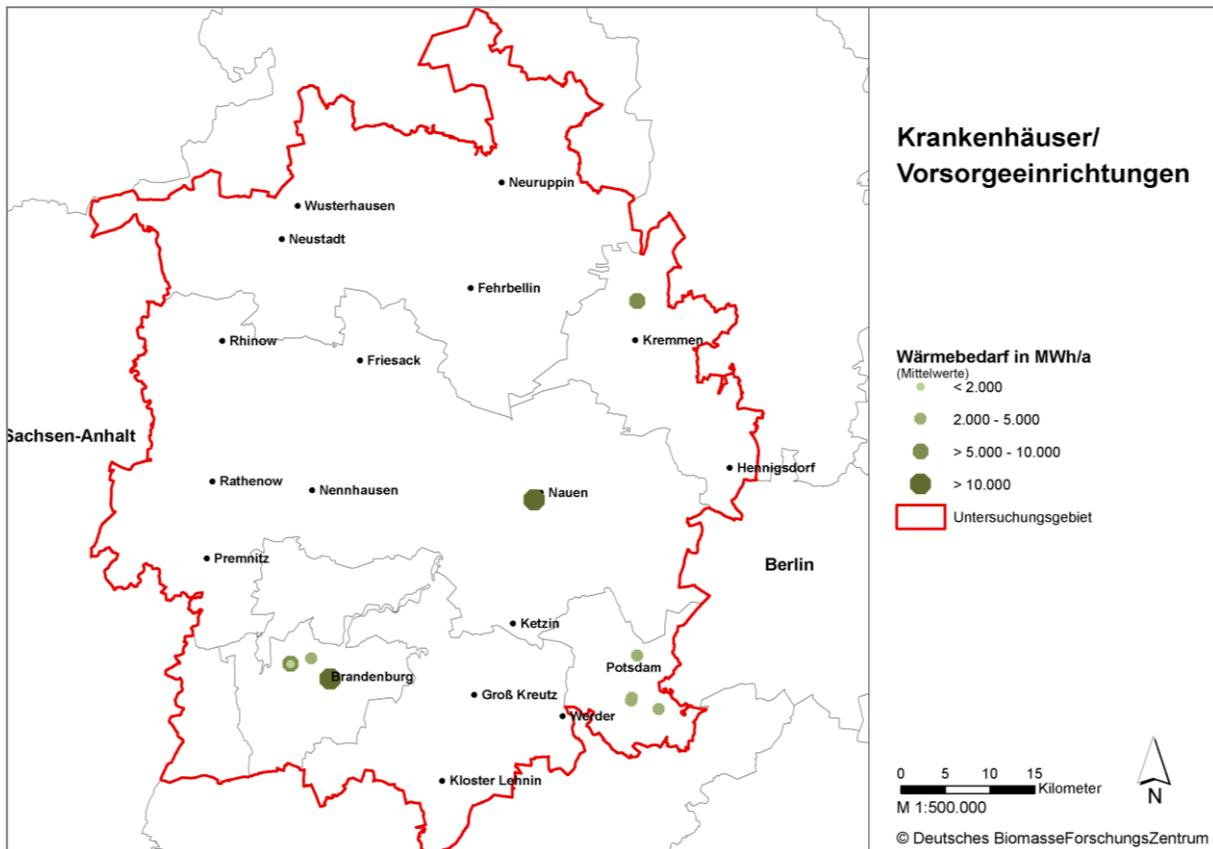 Krankenhäuser/
Vorsorgeeinrichtungen
Neuruppin
Wusterhausen
Neustadt
Fehrbellin
Rhinow
Kremmen
Friesack
Sachsen-Anhalt
Hennigsdorf
Rathenow
Nennhausen
Nauen
Premnitz
Berlin
Ketzin
Potsdam
Brandenburg
Groß Kreutz
Werder
Kloster Lehnin
Wärmebedarf in MWh/a
(Mittelwerte)
< 2.000
2.000 - 5.000
> 5.000 - 10.000
> 10.000
Untersuchungsgebiet
0 5 10 15
Kilometer
M 1:500.000
N
© Deutsches BiomasseForschungsZentrum